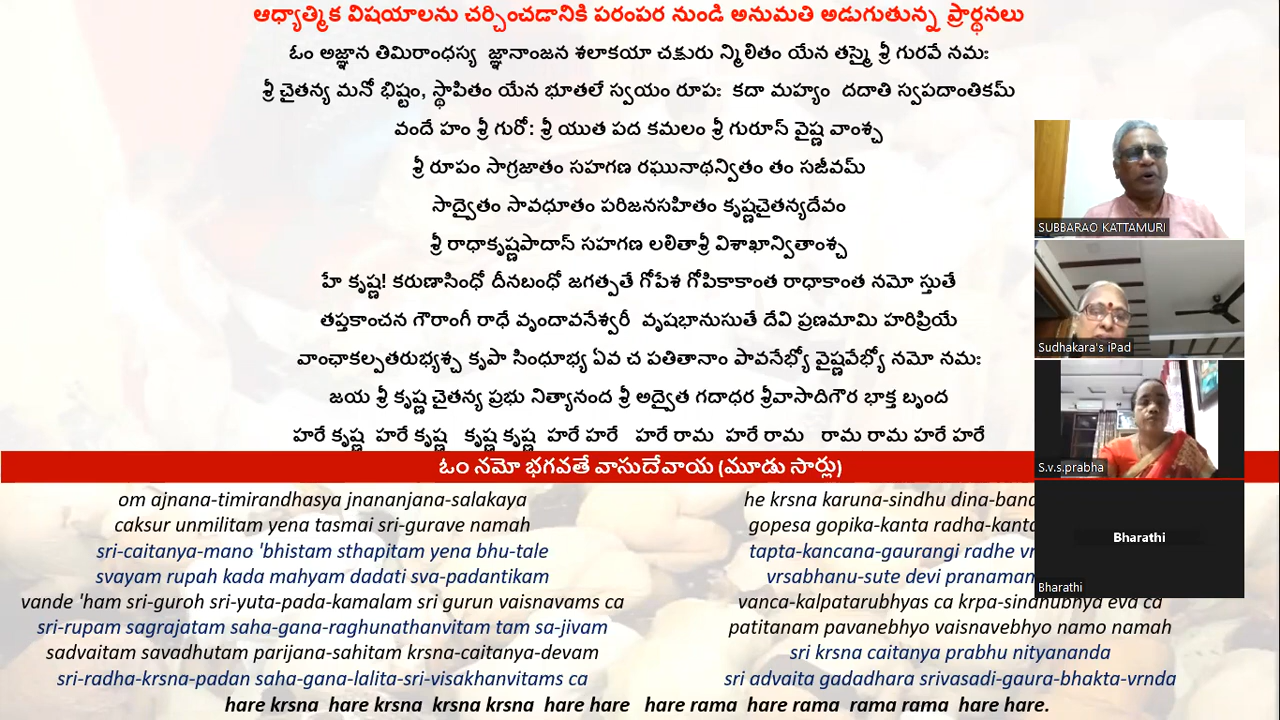 ఆధ్యాత్మిక విషయాలను చర్చించడానికి పరంపర నుండి అనుమతి అడుగుతున్న ప్రార్థనలు
ఓం అజ్ఞాన తిమిరాంధస్య జ్ఞానాంజన శలాకయా చక్షురు న్మిలితం యేన తస్మై శ్రీ గురవే నమః
శ్రీ చైతన్య మనో భిష్టం, స్థాపితం యేన భూతలే స్వయం రూపః కదా మహ్యం దదాతి స్వపదాంతికమ్
వందే హం శ్రీ గురో: శ్రీ యుత పద కమలం శ్రీ గురూస్ వైష్ణ వాంశ్చ
శ్రీ రూపం సాగ్రజాతం సహగణ రఘునాథన్వితం తం సజీవమ్
సాద్వైతం సావధూతం పరిజనసహితం కృష్ణచైతన్యదేవం
శ్రీ రాధాకృష్ణపాదాస్ సహగణ లలితాశ్రీ విశాఖాన్వితాంశ్చ
హే కృష్ణ! కరుణాసింధో దీనబంధో జగత్పతే గోపేశ గోపికాకాంత రాధాకాంత నమో స్తుతే
తప్తకాంచన గౌరాంగీ రాధే వృందావనేశ్వరీ వృషభానుసుతే దేవి ప్రణమామి హరిప్రియే
వాంఛాకల్పతరుభ్యశ్చ కృపా సింధూభ్య ఏవ చ పతితానాం పావనేభ్యో వైష్ణవేభ్యో నమో నమః
జయ శ్రీ కృష్ణ చైతన్య ప్రభు నిత్యానంద శ్రీ అద్వైత గదాధర శ్రీవాసాదిగౌర భాక్త బృంద
హరే కృష్ణ హరే కృష్ణ కృష్ణ కృష్ణ హరే హరే హరే రామ హరే రామ రామ రామ హరే హరే
ఓం నమో భగవతే వాసుదేవాయ (మూడు సార్లు)
om ajnana-timirandhasya jnananjana-salakaya
caksur unmilitam yena tasmai sri-gurave namah
sri-caitanya-mano 'bhistam sthapitam yena bhu-tale
svayam rupah kada mahyam dadati sva-padantikam
vande 'ham sri-guroh sri-yuta-pada-kamalam sri gurun vaisnavams ca
sri-rupam sagrajatam saha-gana-raghunathanvitam tam sa-jivam
sadvaitam savadhutam parijana-sahitam krsna-caitanya-devam
sri-radha-krsna-padan saha-gana-lalita-sri-visakhanvitams ca
he krsna karuna-sindhu
gopesa gopika-kanta
tapta-kancana-gaurangi radhe
vrsabhanu-sute devi
vanca-kalpatarubhyas ca krpa-sindhubhya eva ca
patitanam pavanebhyo vaisnavebhyo namo namah
sri krsna caitanya prabhu nityananda
sri advaita gadadhara srivasadi-gaura-bhakta-vrnda
hare krsna hare krsna krsna krsna hare hare hare rama hare rama rama rama hare hare.
SUBBARAO KATTAMURI
Sudhakara's iPad
S.v.s.prabha
Bharathi
Bharathi